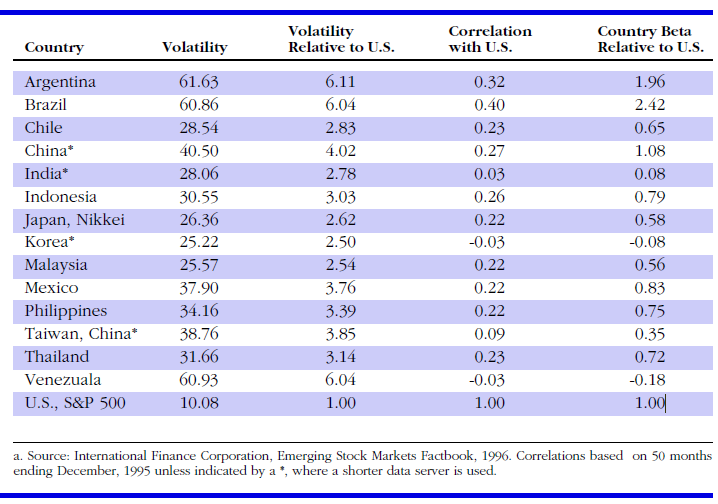 Country Volatility Volatility Relative to U.S. Correlation with U.S. Country Beta Relative to U.S.
Argentina 61.63 6.11 0.32 1.96
Brazil 60.86 6.04 0.40 2.42
Chile 28.54 2.83 0.23 0.65
China* 40.50 4.02 0.27 1.08
India* 28.06 2.78 0.03 0.08
Indonesia 30.55 3.03 0.26 0.79
Japan, Nikkei 26.36 2.62 0.22 0.58
Korea* 25.22 2.50 -0.03 -0.08
Malaysia 25.57 2.54 0.22 0.56
Mexico 37.90 3.76 0.22 0.83
Philippines 34.16 3.39 0.22 0.75
Taiwan, China* 38.76 3.85 0.09 0.35
Thailand 31.66 3.14 0.23 0.72
Venezuala 60.93 6.04 -0.03 -0.18
U.S., S&P 500 10.08 1.00 1.00 1.00
a. Source: International Finance Corporation, Emerging Stock Markets Factbook, 1996. Correlations based on 50 months
ending December, 1995 unless indicated by a *, where a shorter data server is used.